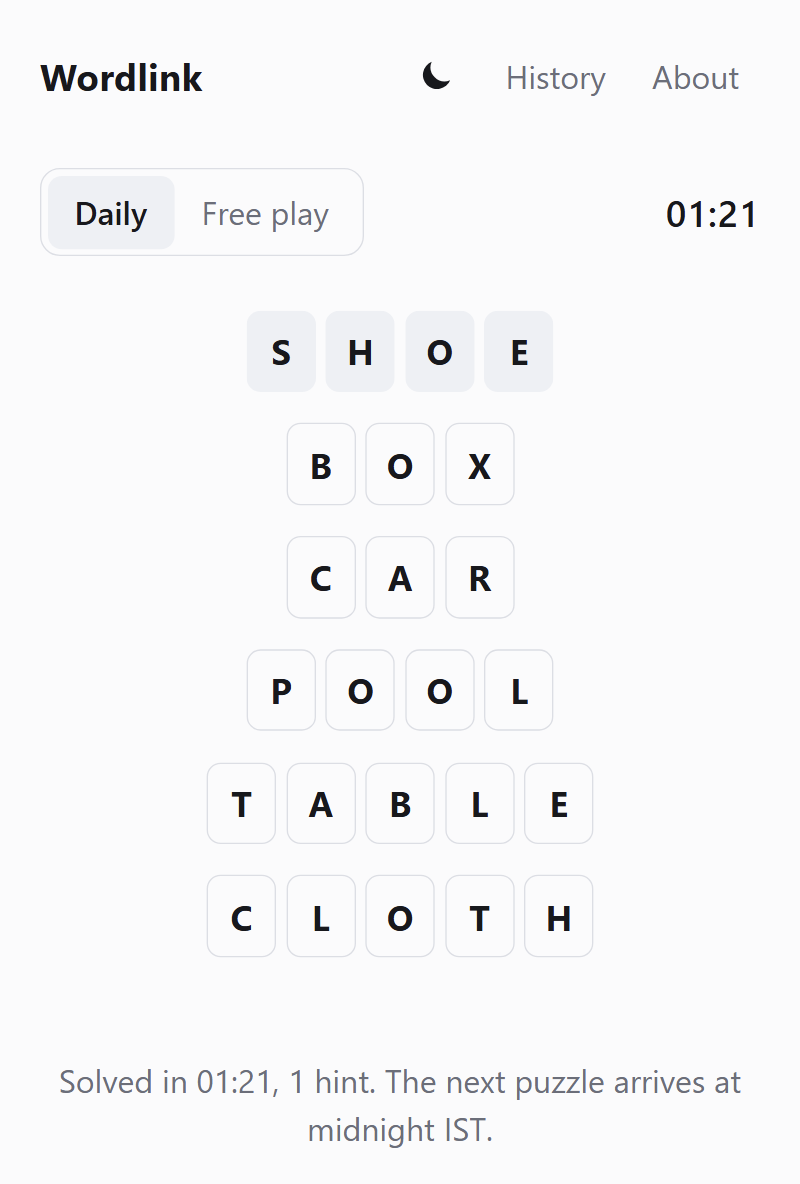 Wordlink History About
Daily Free play 01:21
SHOE
BOX
CAR
POOL
TABLE
CLOTH
Solved in 01:21, 1 hint. The next puzzle arrives at
midnight IST.